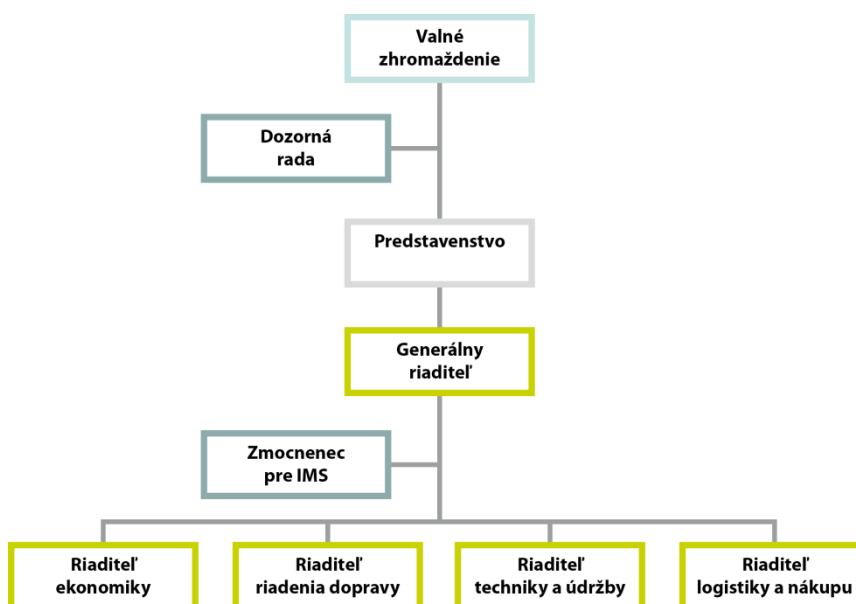 Valné
zhromaždenie
Dozorná
rada
Predstavenstvo
Generálny
riaditeľ
Zmocnenec
pre IMS
Riaditeľ
ekonomiky
Riaditeľ
riadenia dopravy
Riaditeľ
techniky a údržby
Riaditeľ
logistiky a nákupu